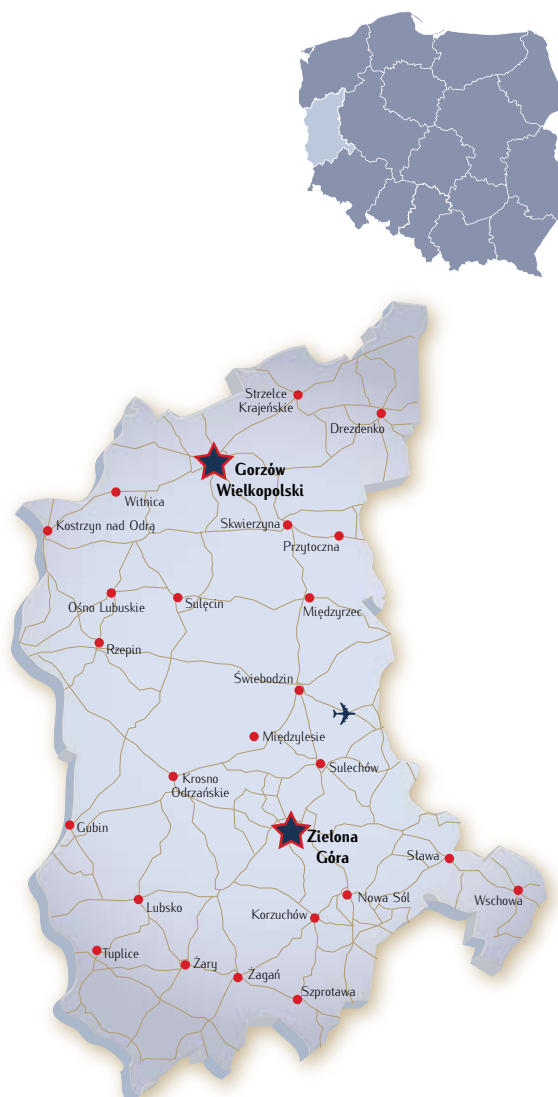 Strzelce
Krajeńskie
Drezdenko
Gorzów
Wielkopolski
Witnica
Kostrzyn nad Odrą
Skwierzyna
Przytoczna
Ośno Lubuskie
Sulęcin
Międzyrzec
Rzepin
Świebodzin
Międzylesie
Sulechów
Krosno
Odrzańskie
Gubin
Zielona
Góra
Sława
Wschowa
Lubsko
Nowa Sól
Korzuchów
Tuplice
Żary
Żagań
Szprotawa